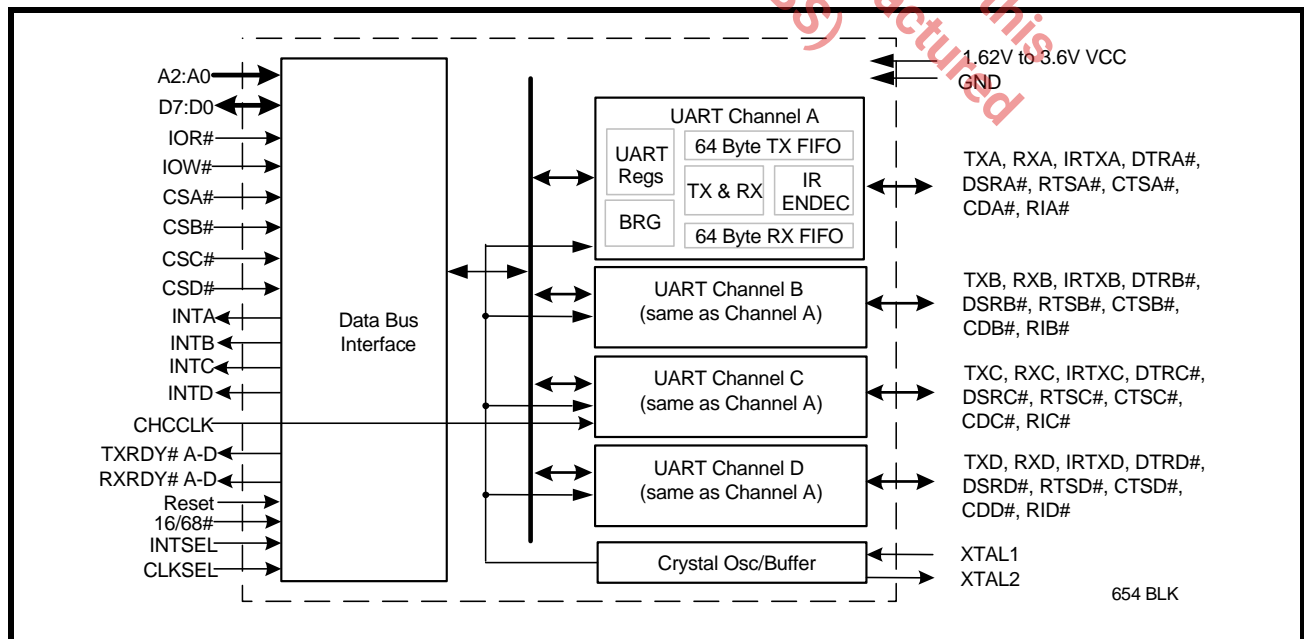 this
actured
SS)
A2:A0
D7:D0
IOR#
IOW#
CSA#
CSB#
CSC#
CSD#
INTA
INTB
INTC
INTD
CHCCLK
TXRDY# A-D
RXRDY# A-D
Reset
16/68#
INTSEL
CLKSEL
Data Bus
Interface
UART Channel A
UART
Regs
BRG
64 Byte TX FIFO
TX & RX
IR
ENDEC
64 Byte RX FIFO
UART Channel B
(same as Channel A)
UART Channel C
(same as Channel A)
UART Channel D
(same as Channel A)
Crystal Osc/Buffer
1.62V to 3.6V VCC
GND
TXA, RXA, IRTXA, DTRA#,
DSRA#, RTSA#, CTSA#,
CDA#, RIA#
TXB, RXB, IRTXB, DTRB#,
DSRB#, RTSB#, CTSB#,
CDB#, RIB#
TXC, RXC, IRTXC, DTRC#,
DSRC#, RTSC#, CTSC#,
CDC#, RIC#
TXD, RXD, IRTXD, DTRD#,
DSRD#, RTSD#, CTSD#,
CDD#, RID#
XTAL1
XTAL2
654 BLK